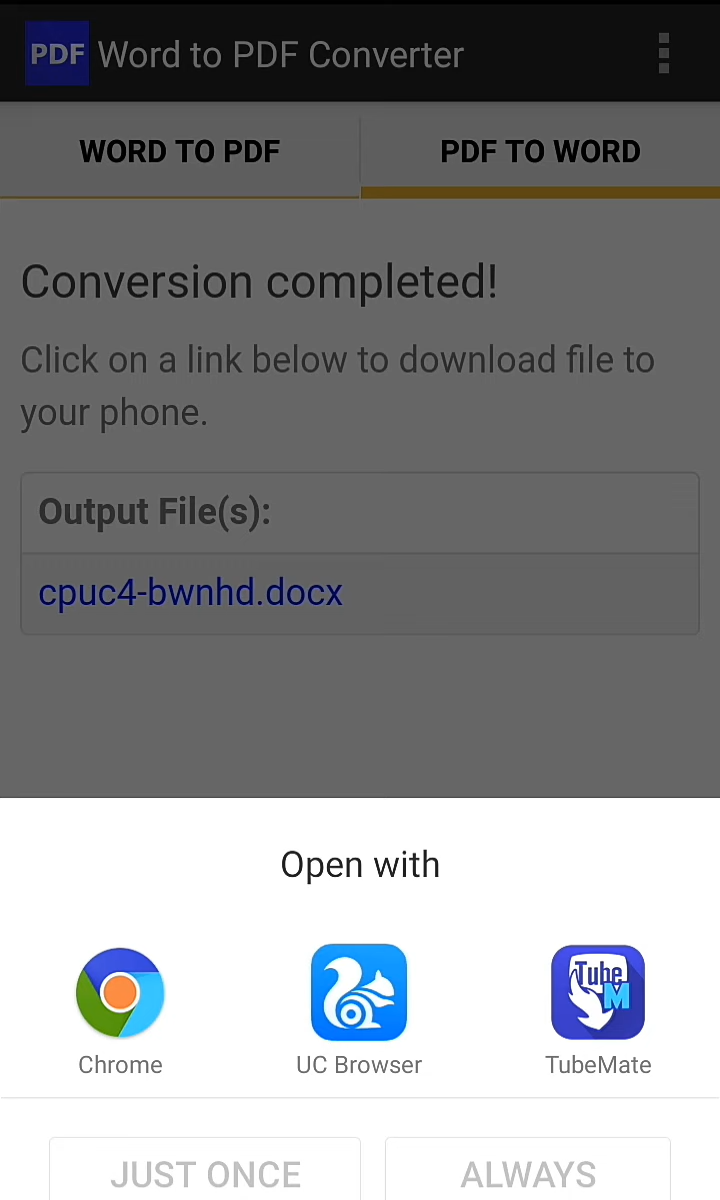 PDF Word to PDF Converter
WORD TO PDF PDF TO WORD
Conversion completed!
Click on a link below to download file to
your phone.
Output File(s):
cpuc4-bwnhd.docx
Open with
Tube
M
Chrome UC Browser TubeMate
JUST ONCE ALWAYS